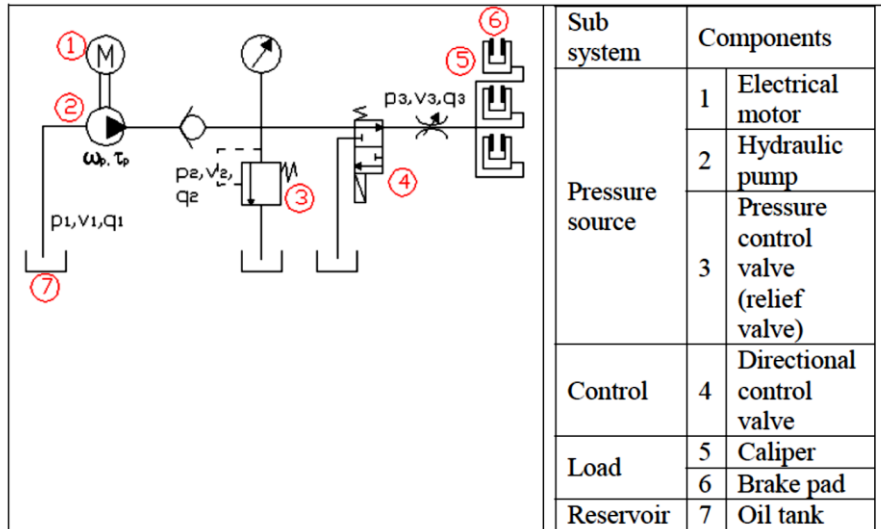 1
M
2
ωp, τp
p1,v1,q1
7
p2,v2,
q2
3
4
p3,v3,q3
5
6
Sub system
Components
Pressure source
1
Electrical motor
2
Hydraulic pump
3
Pressure control valve (relief valve)
Control
4
Directional control valve
Load
5
Caliper
6
Brake pad
Reservoir
7
Oil tank